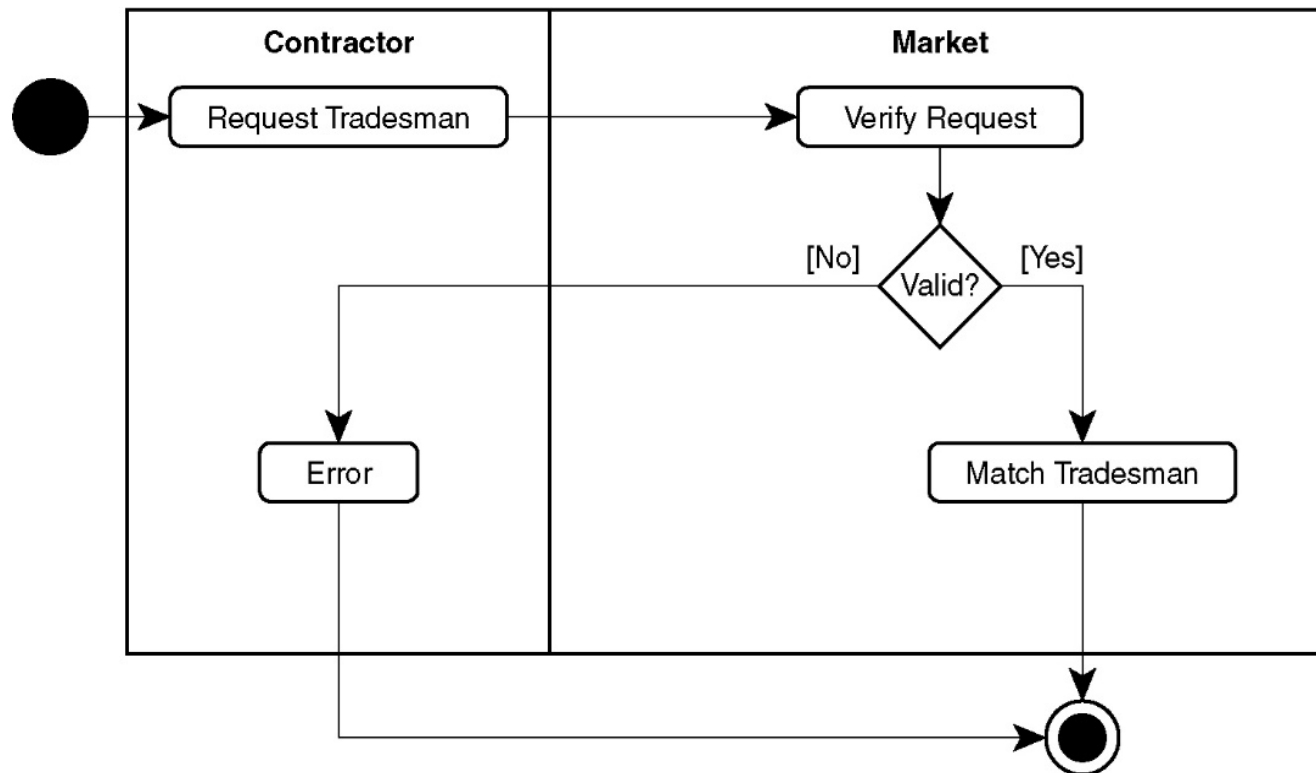 Contractor
Market
Request Tradesman
Verify Request
[No]
Valid?
[Yes]
Error
Match Tradesman